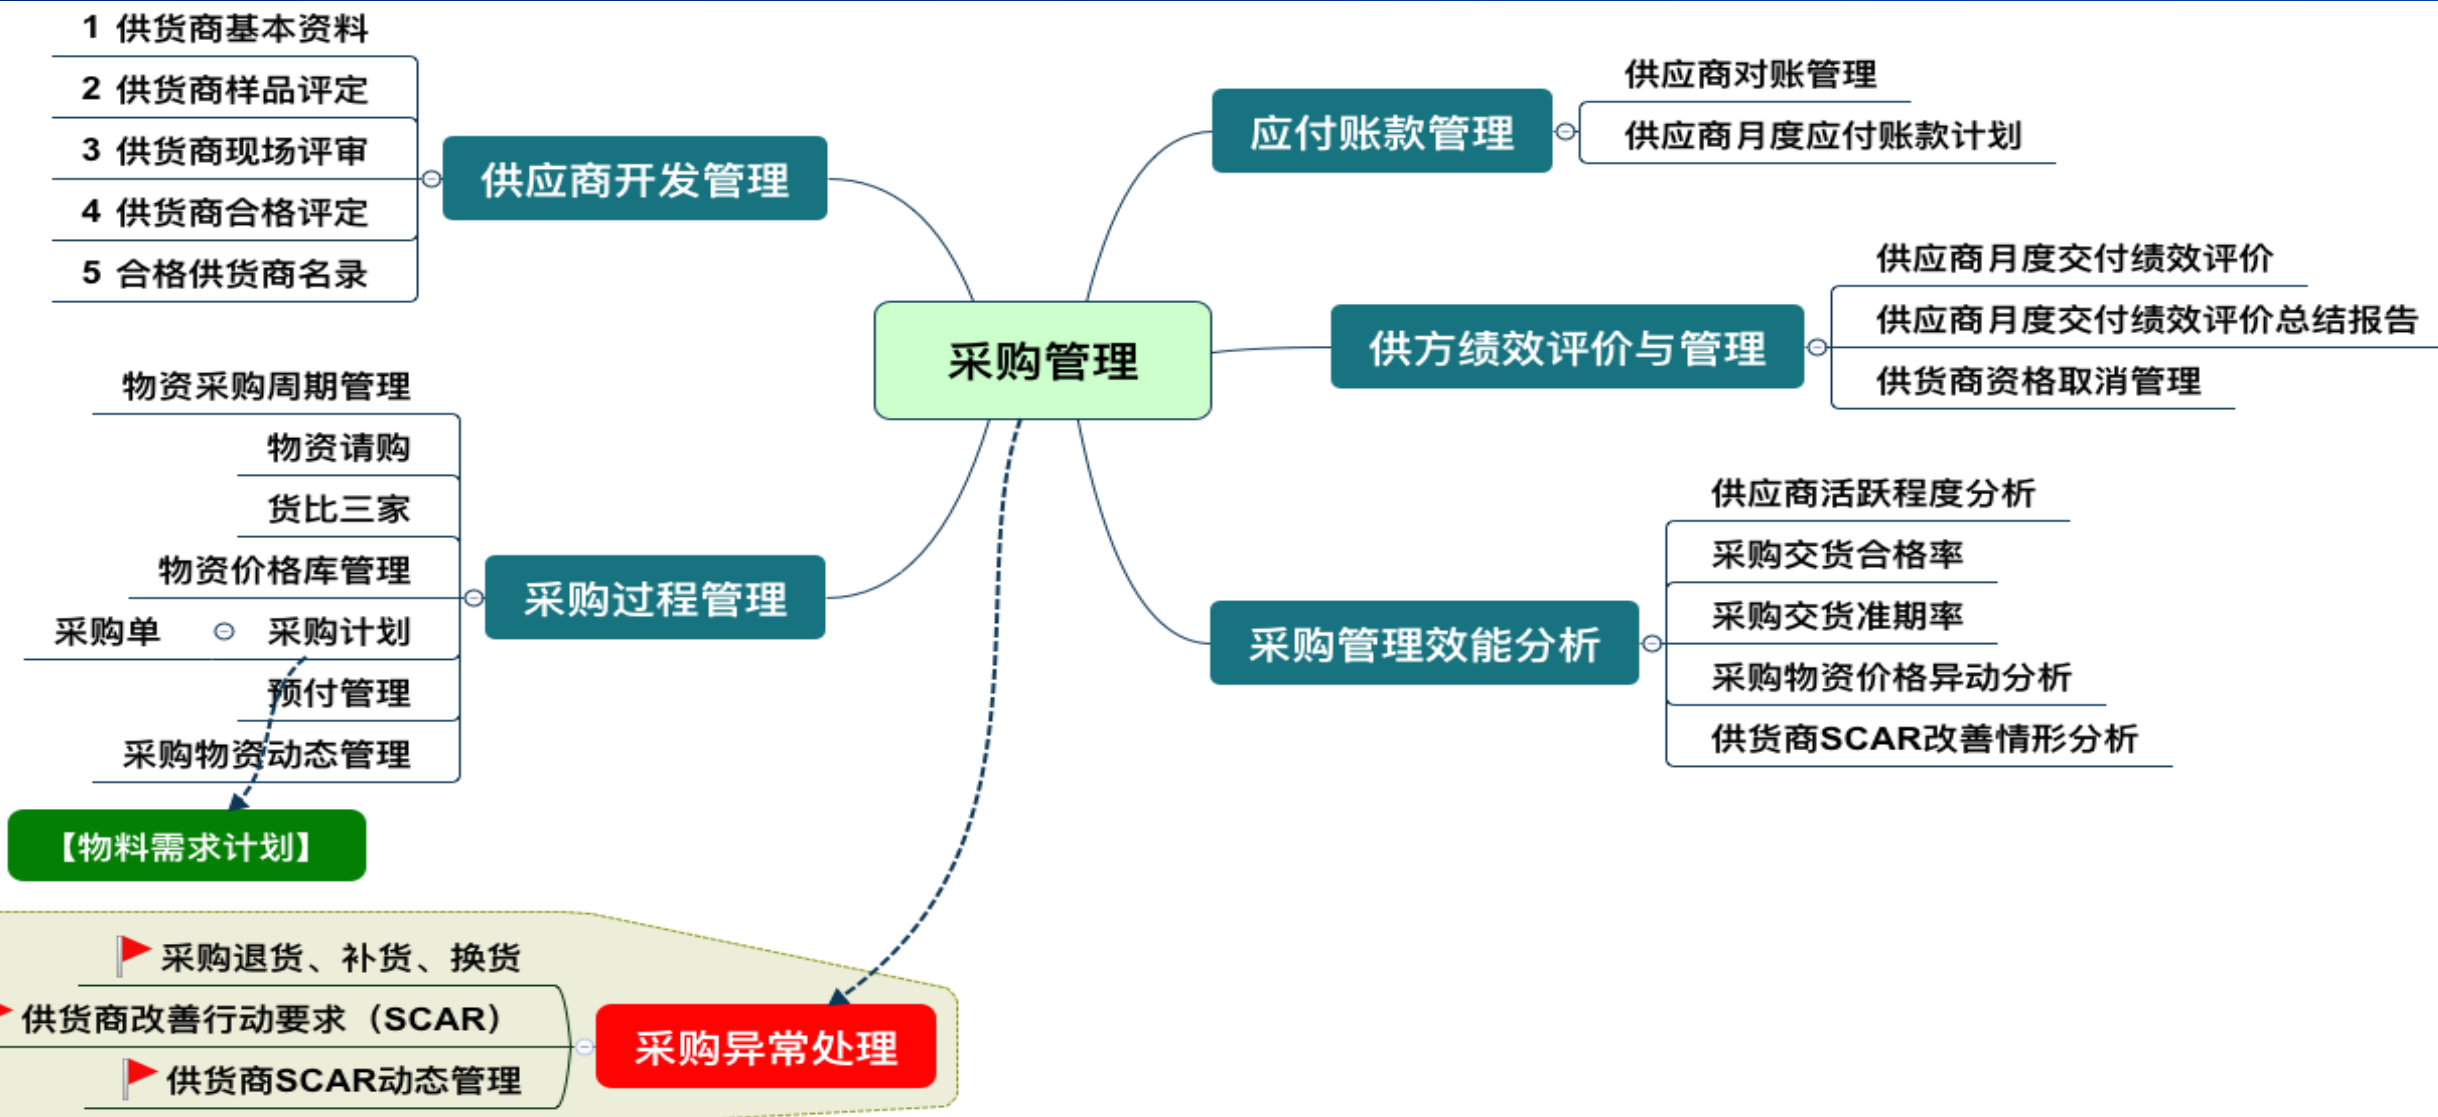 1 供货商基本资料
2 供货商样品评定
3 供货商现场评审
4 供货商合格评定
5 合格供货商名录
供应商开发管理
物资采购周期管理
物资请购
货比三家
物资价格库管理
采购单
采购计划
预付管理
采购物资动态管理
采购过程管理
【物料需求计划】
采购管理
应付账款管理
供应商对账管理
供应商月度应付账款计划
供方绩效评价与管理
供应商月度交付绩效评价
供应商月度交付绩效评价总结报告
供货商资格取消管理
采购管理效能分析
供应商活跃程度分析
采购交货合格率
采购交货准期率
采购物资价格异动分析
供货商SCAR改善情形分析
采购退货、补货、换货
供货商改善行动要求（SCAR）
供货商SCAR动态管理
采购异常处理